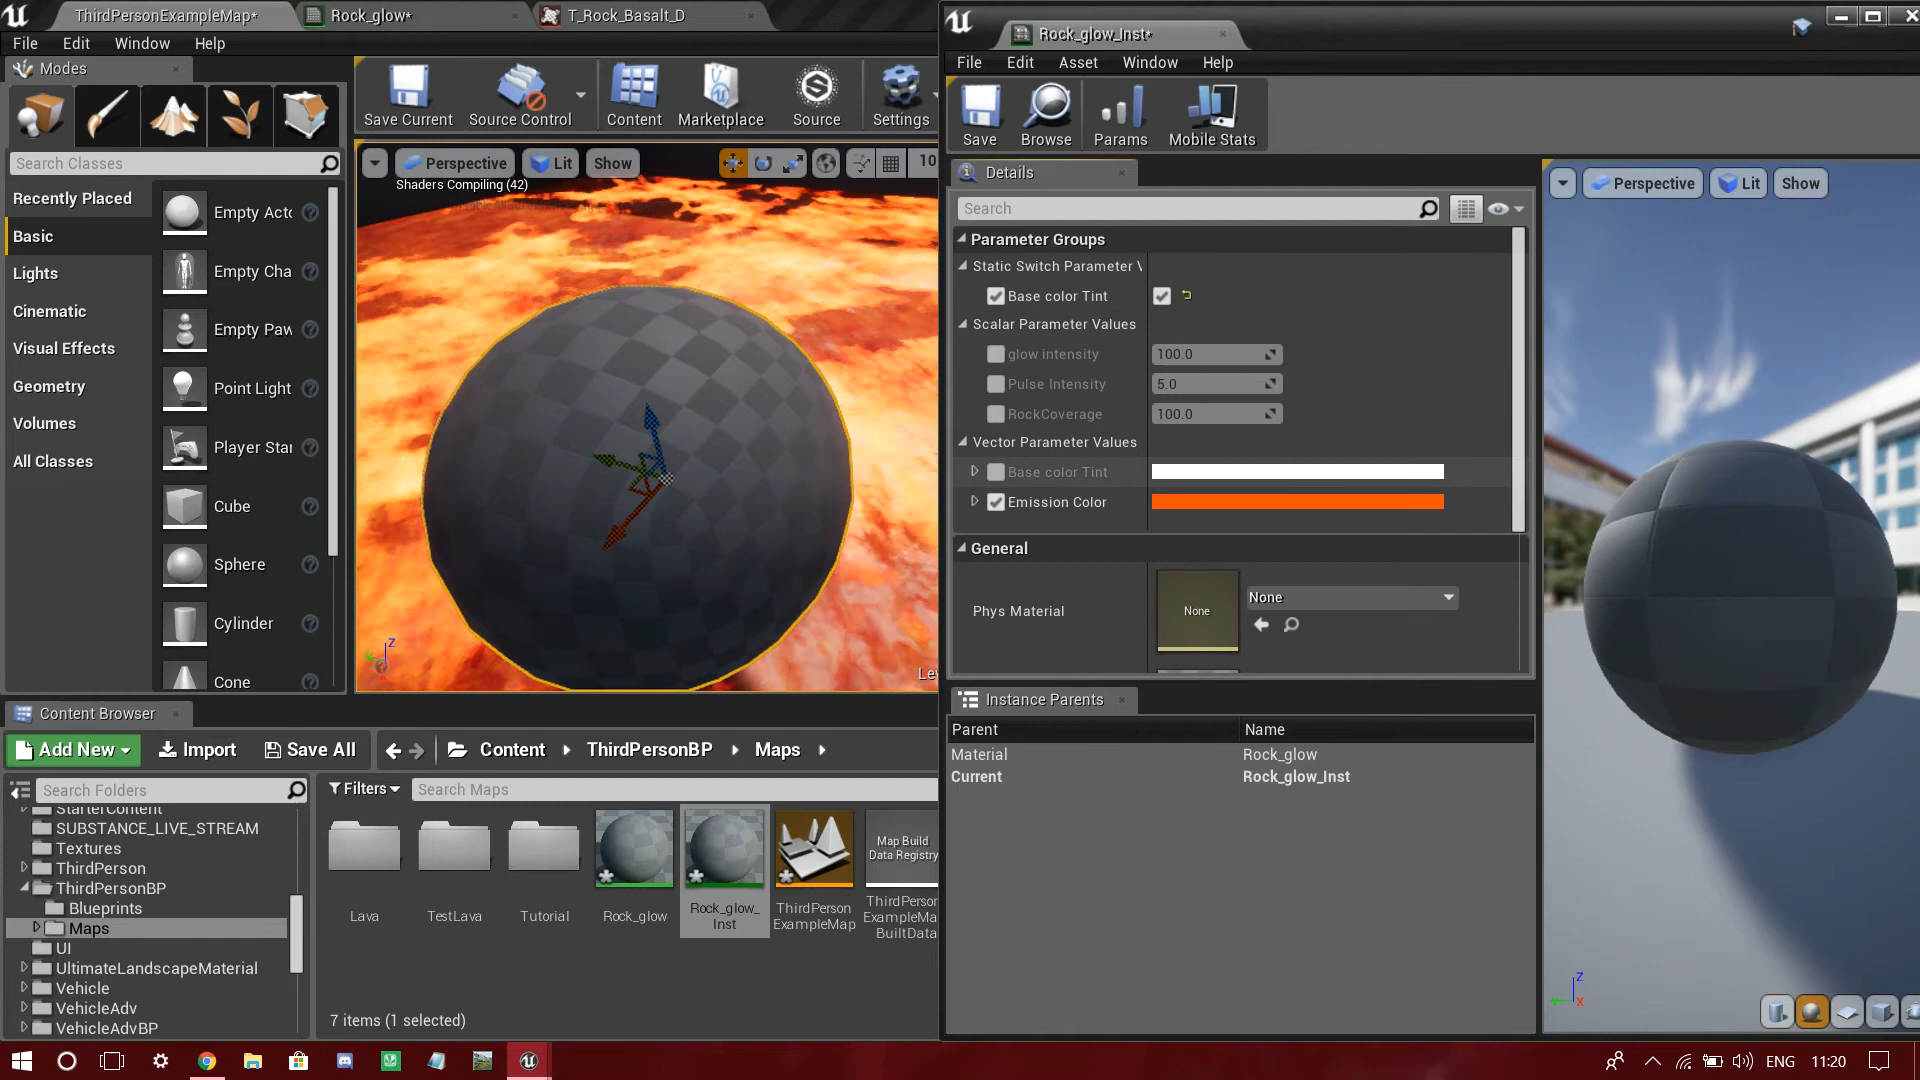 ThirdPersonExampleMap*
Rock_glow*
T_Rock_Basalt_D
File Edit Window Help
Modes
Search Classes
Recently Placed
Basic
Lights
Cinematic
Visual Effects
Geometry
Volumes
All Classes
Empty Acto
Empty Cha
Empty Paw
Point Light
Player Star
Cube
Sphere
Cylinder
Cone
Save Current
Source Control
Content
Marketplace
Source
Settings
Perspective
Lit
Show
10
Shaders Compiling (42)
Z
Content Browser
Add New
Import
Save All
Content
ThirdPersonBP
Maps
Search Folders
Filters
Search Maps
StarterContent
SUBSTANCE_LIVE_STREAM
Textures
ThirdPerson
ThirdPersonBP
Blueprints
Maps
UI
UltimateLandscapeMaterial
Vehicle
VehicleAdv
VehicleAdvBP
Lava
TestLava
Tutorial
Rock_glow
Rock_glow_
Inst
ThirdPerson
ExampleMap
Map Build
Data Registry
ThirdPerson
ExampleMa
BuiltData
7 items (1 selected)
Rock_glow_Inst*
File Edit Asset Window Help
Save
Browse
Params
Mobile Stats
Details
Search
Parameter Groups
Static Switch Parameter V
Base color Tint
Scalar Parameter Values
glow intensity 100.0
Pulse Intensity 5.0
RockCoverage 100.0
Vector Parameter Values
Base color Tint
Emission Color
General
Phys Material
None
None
Instance Parents
Parent Name
Material Rock_glow
Current Rock_glow_Inst
Perspective
Lit
Show
Z
X
ENG
11:20